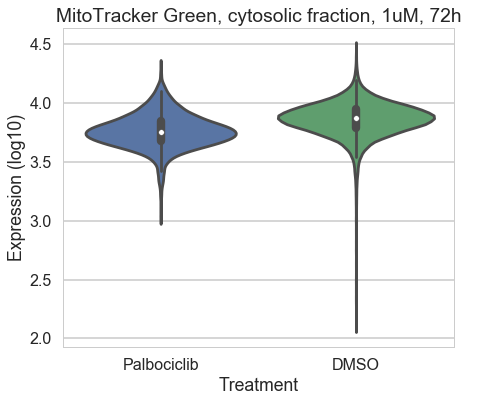 MitoTracker Green, cytosolic fraction, 1uM, 72h
4.5
4.0
3.5
3.0
2.5
2.0
Expression (log10)
Palbociclib
DMSO
Treatment